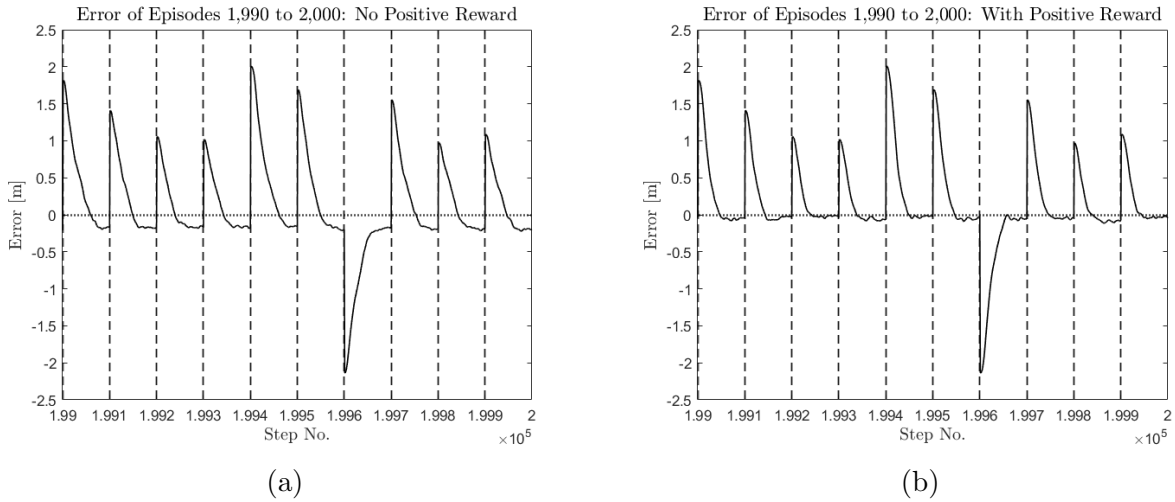 Error of Episodes 1,990 to 2,000: No Positive Reward
2.5
2
1.5
1
0.5
0
-0.5
-1
-1.5
-2
-2.5
Error [m]
1.99 1.991 1.992 1.993 1.994 1.995 1.996 1.997 1.998 1.999 2
Step No.
×10⁵
(a)
Error of Episodes 1,990 to 2,000: With Positive Reward
2.5
2
1.5
1
0.5
0
-0.5
-1
-1.5
-2
-2.5
Error [m]
1.99 1.991 1.992 1.993 1.994 1.995 1.996 1.997 1.998 1.999 2
Step No.
×10⁵
(b)